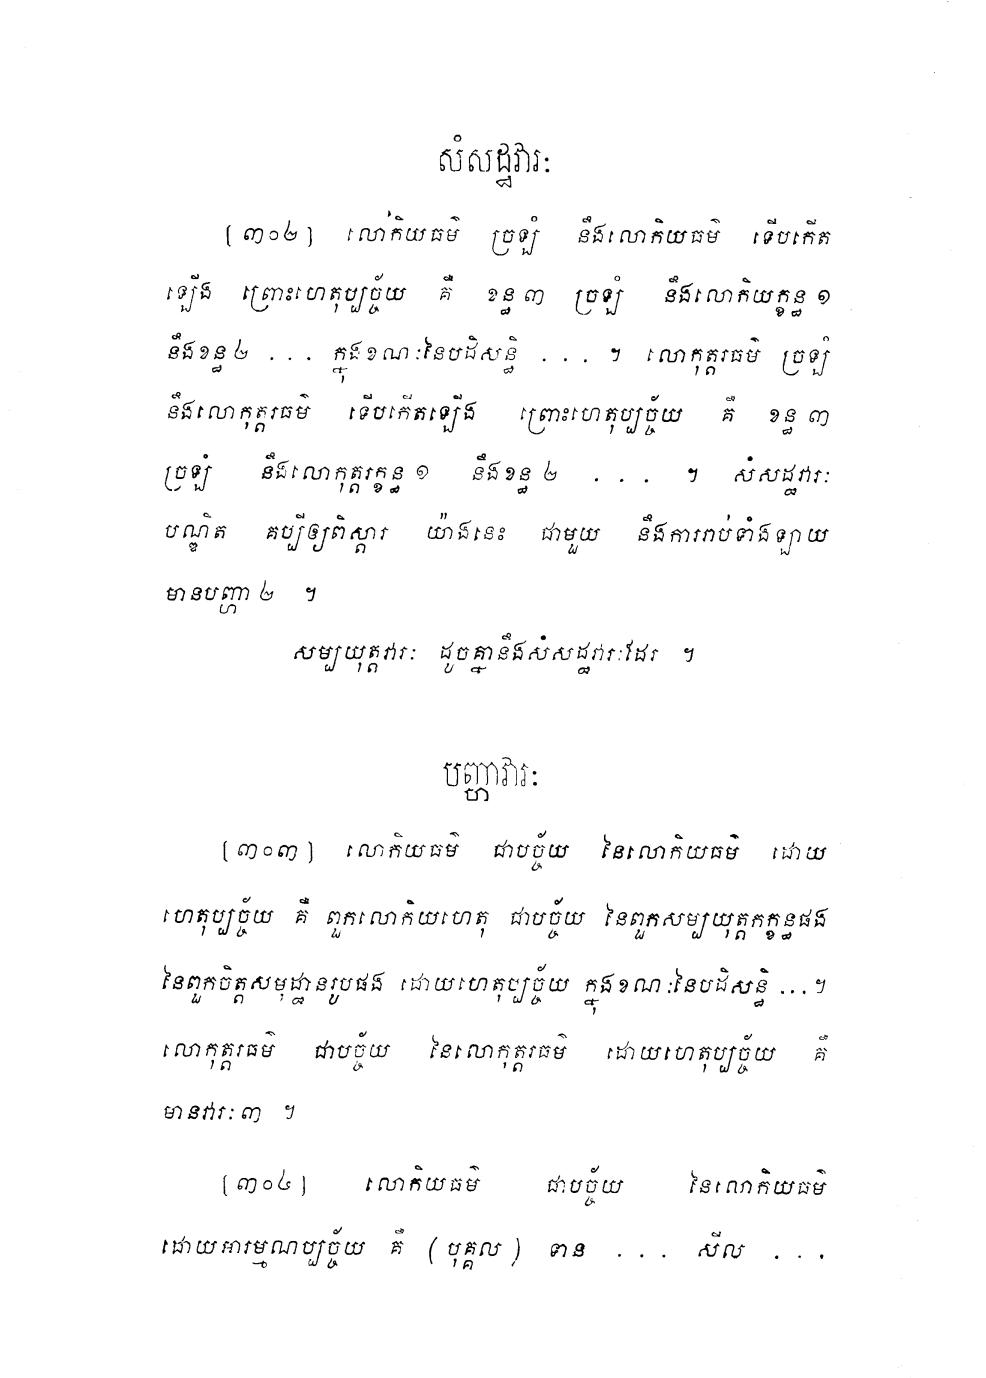 សំសដ្ឋវារៈ
[៣០២] លោកិយធម៌ ច្រឡំ នឹងលោកិយធម៌ ទើបកើត
ឡើង ព្រោះហេតុប្បច្ច័យ គឺ ខន្ធ ៣ ច្រឡំ នឹងលោកិយក្ខន្ធ ១
នឹងខន្ធ ២ ... ក្នុងខណៈនៃបដិសន្ធិ ... ។ លោកុត្តរធម៌ ច្រឡំ
នឹងលោកុត្តរធម៌ ទើបកើតឡើង ព្រោះហេតុប្បច្ច័យ គឺ ខន្ធ ៣
ច្រឡំ នឹងលោកុត្តរក្ខន្ធ ១ នឹងខន្ធ ២ ... ។ សំសដ្ឋវារៈ
បណ្ឌិត គប្បីឲ្យពិស្តារ យ៉ាងនេះ ជាមួយ នឹងការរាប់ទាំងឡាយ
មានបញ្ហា ២ ។
សម្បយុត្តវារៈ ដូចគ្នានឹងសំសដ្ឋវារៈដែរ ។
បញ្ហាវារៈ
[៣០៣] លោកិយធម៌ ជាបច្ច័យ នៃលោកិយធម៌ ដោយ
ហេតុប្បច្ច័យ គឺ ពួកលោកិយហេតុ ជាបច្ច័យ នៃពួកសម្បយុត្តកក្ខន្ធផង
នៃពួកចិត្តសមុដ្ឋានរូបផង ដោយហេតុប្បច្ច័យ ក្នុងខណៈនៃបដិសន្ធិ ...។
លោកុត្តរធម៌ ជាបច្ច័យ នៃលោកុត្តរធម៌ ដោយហេតុប្បច្ច័យ គឺ
មានវារៈ ៣ ។
[៣០៤] លោកិយធម៌ ជាបច្ច័យ នៃលោកិយធម៌
ដោយអារម្មណប្បច្ច័យ គឺ (បុគ្គល) ទាន ... សីល ...